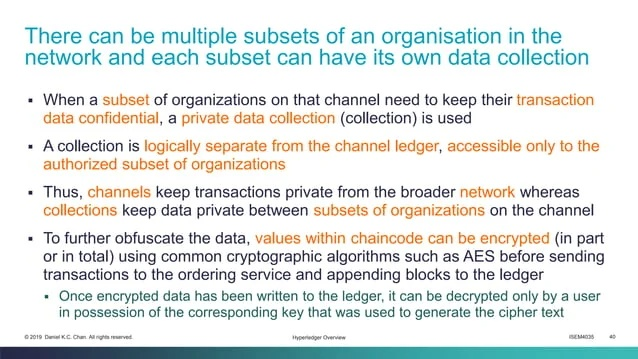 There can be multiple subsets of an organisation in the
network and each subset can have its own data collection
▪ When a subset of organizations on that channel need to keep their transaction
data confidential, a private data collection (collection) is used
▪ A collection is logically separate from the channel ledger, accessible only to the
authorized subset of organizations
▪ Thus, channels keep transactions private from the broader network whereas
collections keep data private between subsets of organizations on the channel
▪ To further obfuscate the data, values within chaincode can be encrypted (in part
or in total) using common cryptographic algorithms such as AES before sending
transactions to the ordering service and appending blocks to the ledger
▪ Once encrypted data has been written to the ledger, it can be decrypted only by a user
in possession of the corresponding key that was used to generate the cipher text
© 2019 Daniel K.C. Chan. All rights reserved. Hyperledger Overview ISEM4035 40